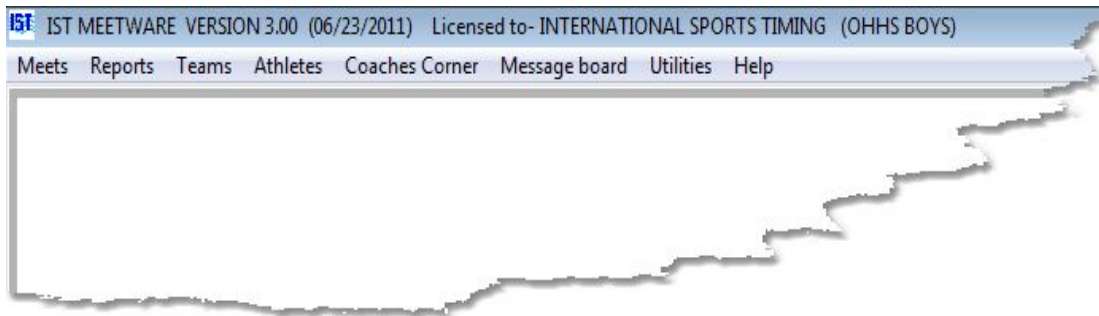 IST IST MEETWARE VERSION 3.00 (06/23/2011) Licensed to- INTERNATIONAL SPORTS TIMING (OHHS BOYS)
Meets Reports Teams Athletes Coaches Corner Message board Utilities Help